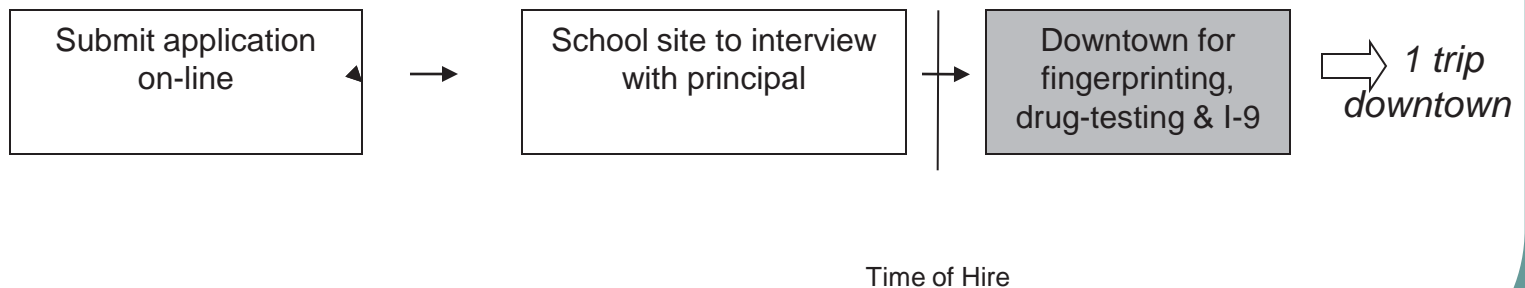 Submit application
on-line
School site to interview
with principal
Downtown for
fingerprinting,
drug-testing & I-9
1 trip
downtown
Time of Hire